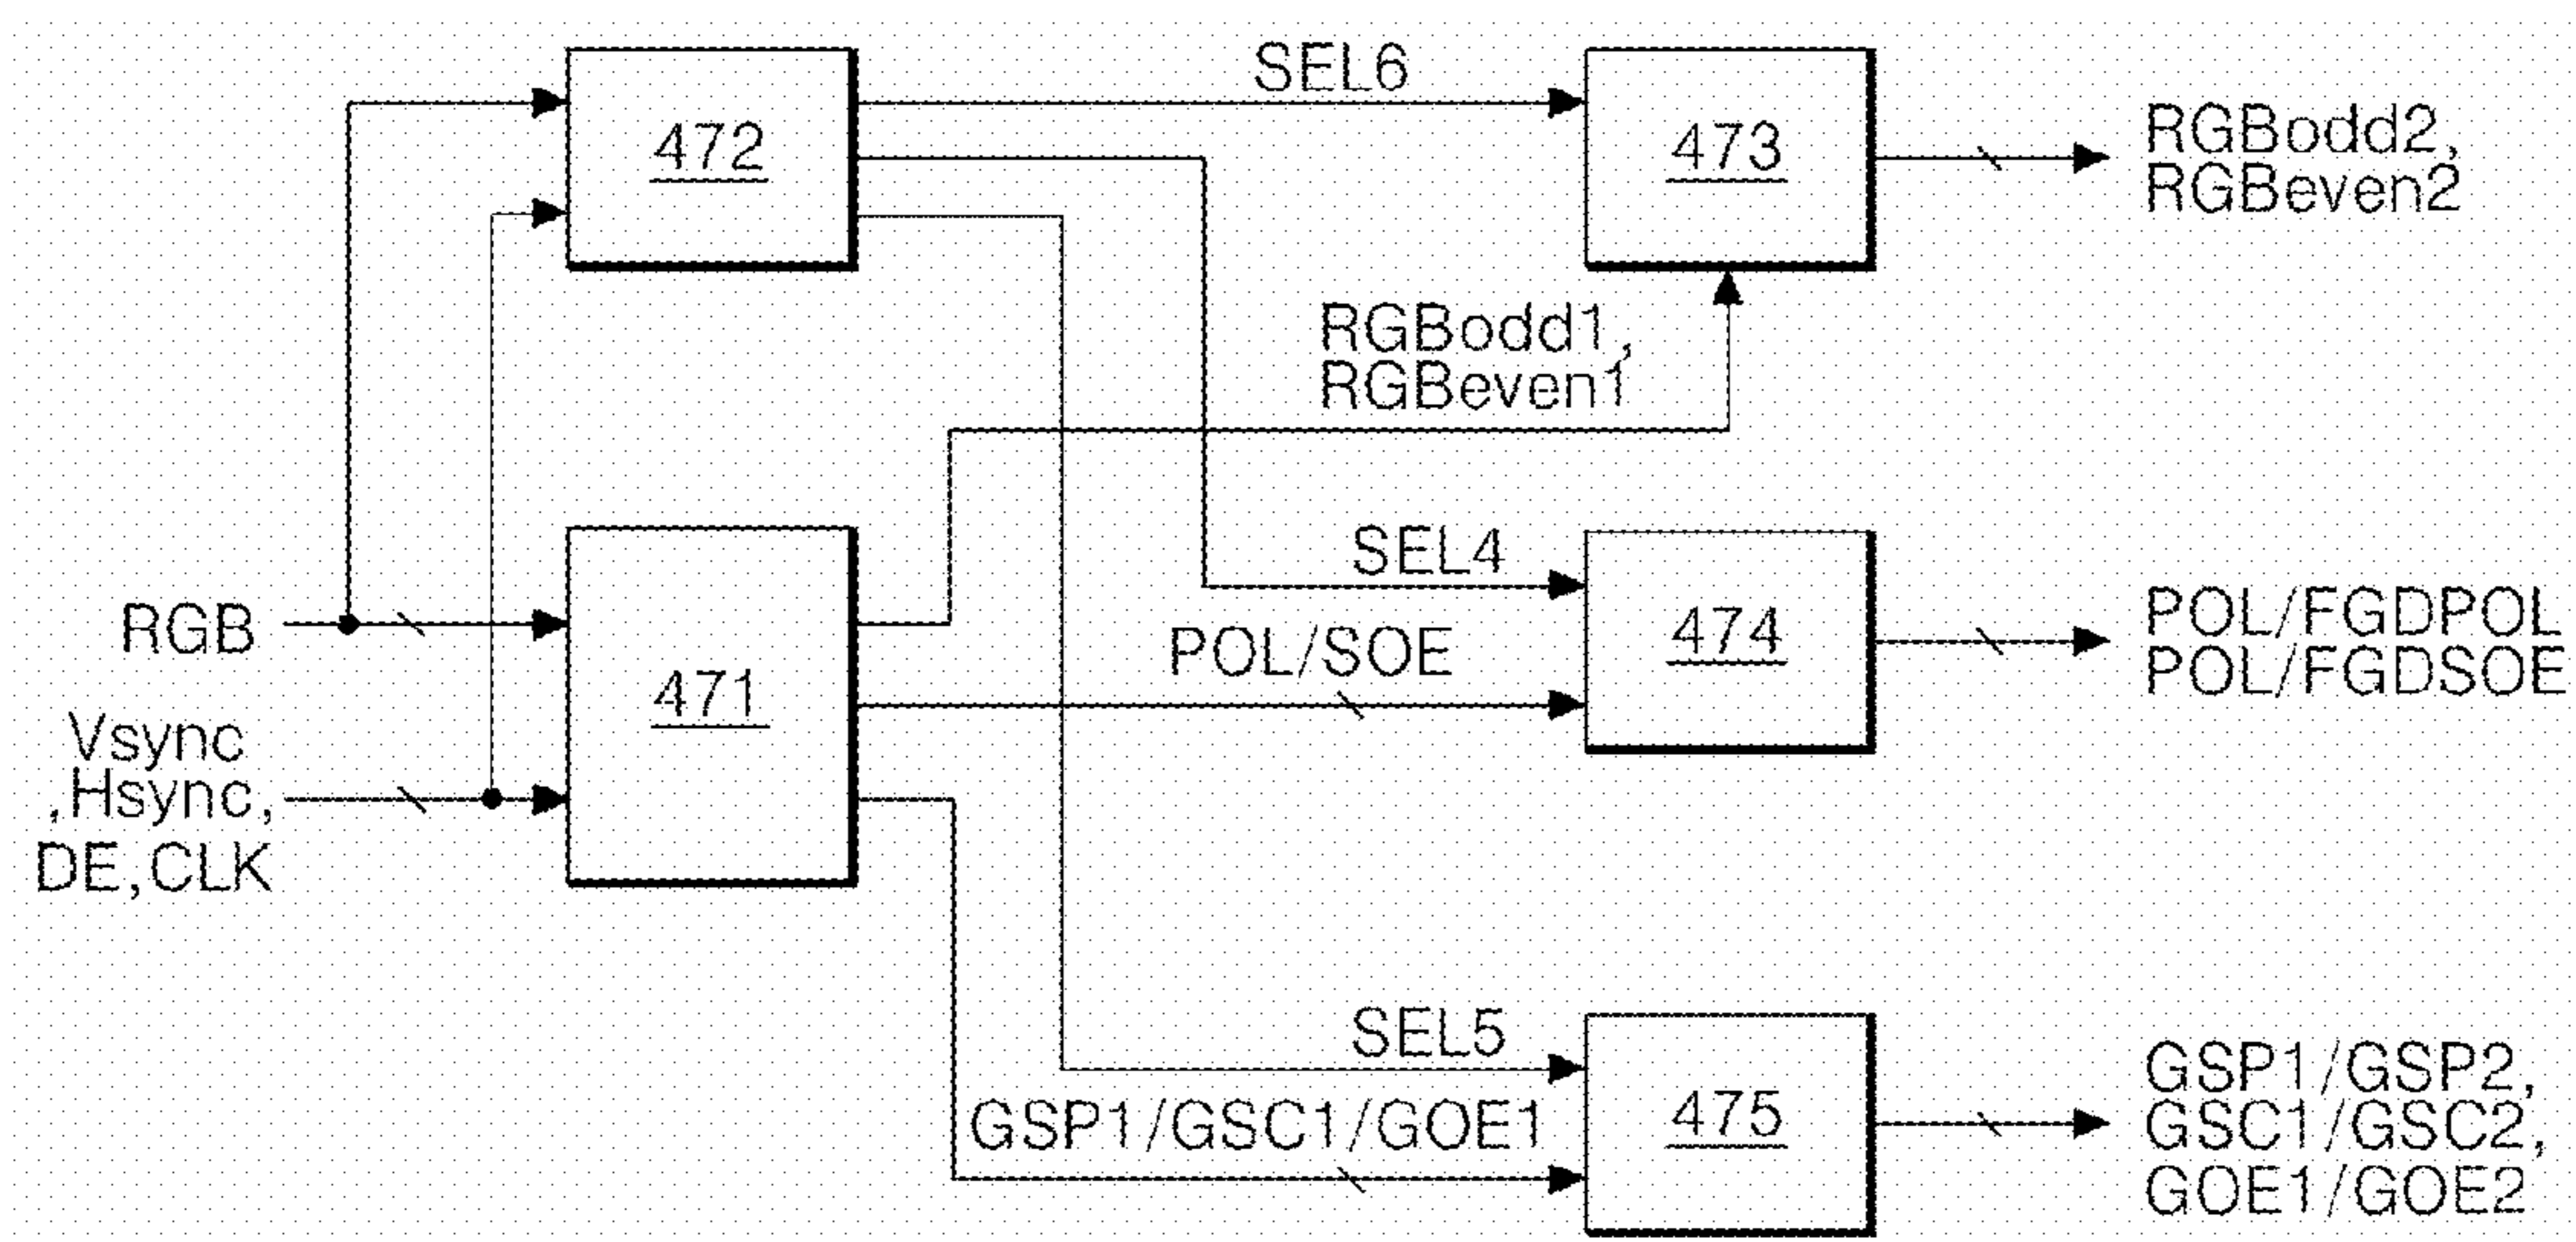 SEL6
472
473
RGBodd2,
RGBeven2
RGBodd1,
RGBeven1
SEL4
RGB
474
POL/FGDPOL
POL/FGDSOE
POL/SOE
471
Vsync
,Hsync,
DE,CLK
SEL5
GSP1/GSC1/GOE1
475
GSP1/GSP2,
GSC1/GSC2,
GOE1/GOE2